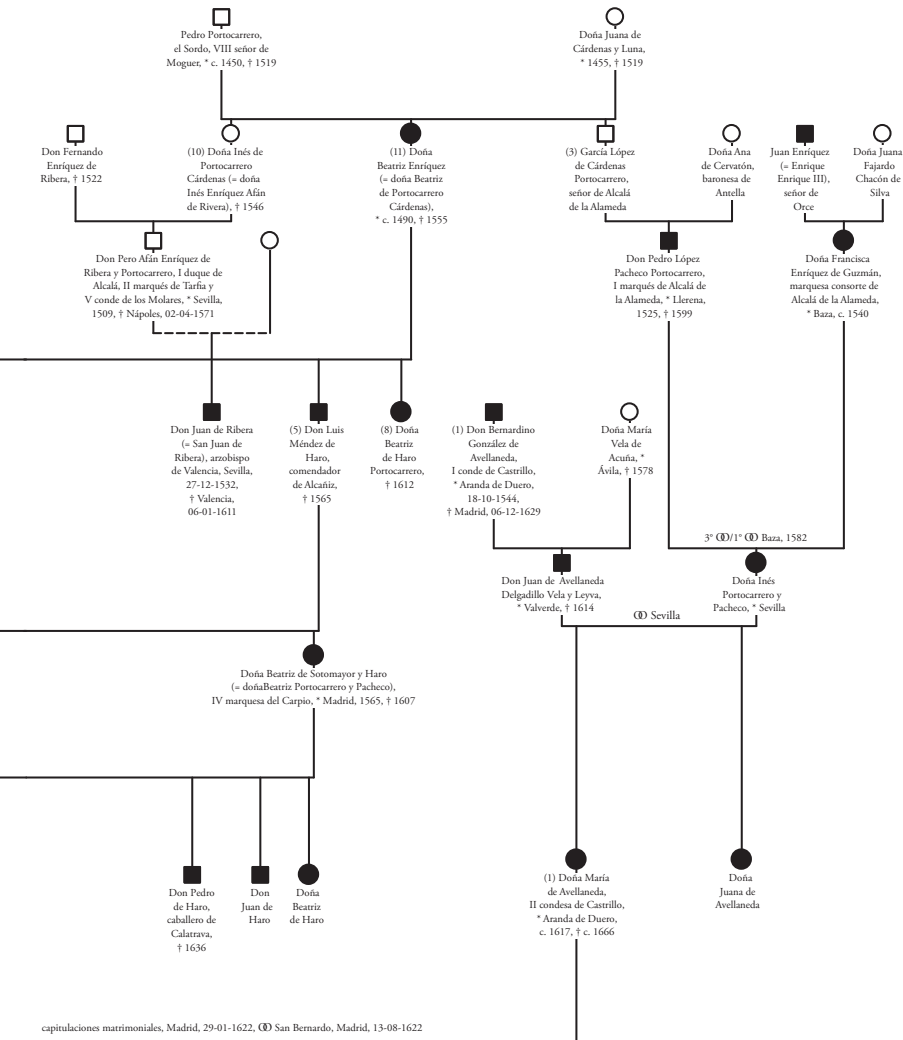 Pedro Portocarrero,
el Sordo, VIII señor de
Moguer, * c. 1450, † 1519
Doña Juana de
Cárdenas y Luna,
* 1455, † 1519
Don Fernando
Enríquez de
Ribera, † 1522
(10) Doña Inés de
Portocarrero
Cárdenas (= doña
Inés Enríquez Afán
de Rivera), † 1546
(11) Doña
Beatriz Enríquez
(= doña Beatriz
de Portocarrero
Cárdenas),
* c. 1490, † 1555
(3) García López
de Cárdenas
Portocarrero,
señor de Alcalá
de la Alameda
Doña Ana
de Cervatón,
baronesa de
Antella
Juan Enríquez
(= Enrique
Enrique III),
señor de
Orce
Doña Juana
Fajardo
Chacón de
Silva
Don Pero Afán Enríquez de
Ribera y Portocarrero, I duque de
Alcalá, II marqués de Tarfia y
V conde de los Molares, * Sevilla,
1509, † Nápoles, 02-04-1571
Don Pedro López
Pacheco Portocarrero,
I marqués de Alcalá de
la Alameda, * Llerena,
1525, † 1599
Doña Francisca
Enríquez de Guzmán,
marquesa consorte de
Alcalá de la Alameda,
* Baza, c. 1540
Don Juan de Ribera
(= San Juan de
Ribera), arzobispo
de Valencia, Sevilla,
27-12-1532,
† Valencia,
06-01-1611
(5) Don Luis
Méndez de
Haro,
comendador
de Alcañiz,
† 1565
(8) Doña
Beatriz
de Haro
Portocarrero,
† 1612
(1) Don Bernardino
González de
Avellaneda,
I conde de Castrillo,
* Aranda de Duero,
18-10-1544,
† Madrid, 06-12-1629
Doña María
Vela de
Acuña, *
Ávila, † 1578
3° ꝎO/1° Ꝏ Baza, 1582
Don Juan de Avellaneda
Delgadillo Vela y Leyva,
* Valverde, † 1614
Doña Inés
Portocarrero y
Pacheco, * Sevilla
Ꝏ Sevilla
Doña Beatriz de Sotomayor y Haro
(= doñaBeatriz Portocarrero y Pacheco),
IV marquesa del Carpio, * Madrid, 1565, † 1607
Don Pedro
de Haro,
caballero de
Calatrava,
† 1636
Don
Juan de
Haro
Doña
Beatriz
de Haro
(1) Doña María
de Avellaneda,
II condesa de Castrillo,
* Aranda de Duero,
c. 1617, † c. 1666
Doña
Juana de
Avellaneda
capitulaciones matrimoniales, Madrid, 29-01-1622, Ꝏ San Bernardo, Madrid, 13-08-1622